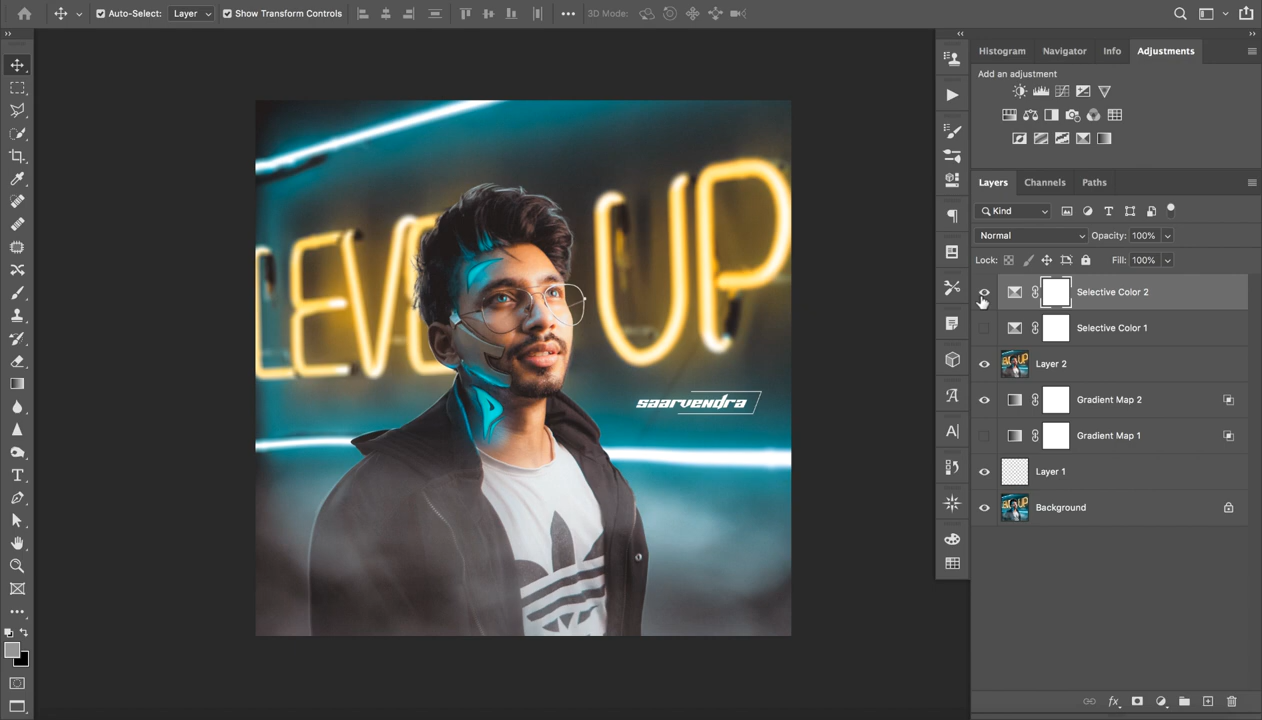 Auto-Select:
Layer
Show Transform Controls
3D Mode:
Histogram
Navigator
Info
Adjustments
Add an adjustment
Layers
Channels
Paths
Kind
Normal
Opacity:
100%
Lock:
Fill:
100%
Selective Color 2
Selective Color 1
Layer 2
Gradient Map 2
Gradient Map 1
Layer 1
Background
LEVEL UP
saarvendra